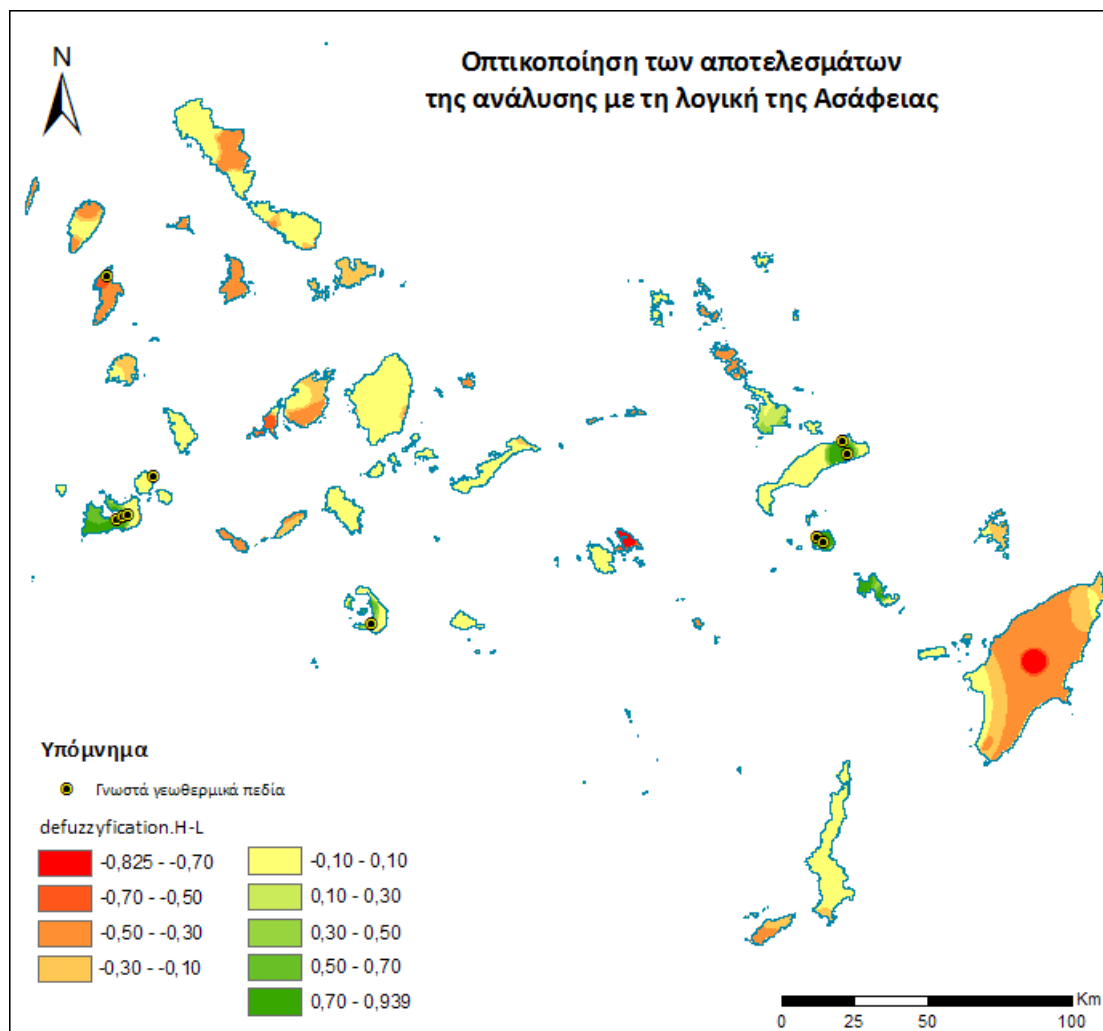 Οπτικοποίηση των αποτελεσμάτων
της ανάλυσης με τη λογική της Ασάφειας
N
Υπόμνημα
Γνωστά γεωθερμικά πεδία
defuzzyfication.H-L
-0,825 - -0,70
-0,70 - -0,50
-0,50 - -0,30
-0,30 - -0,10
-0,10 - 0,10
0,10 - 0,30
0,30 - 0,50
0,50 - 0,70
0,70 - 0,939
Km
0 25 50 100